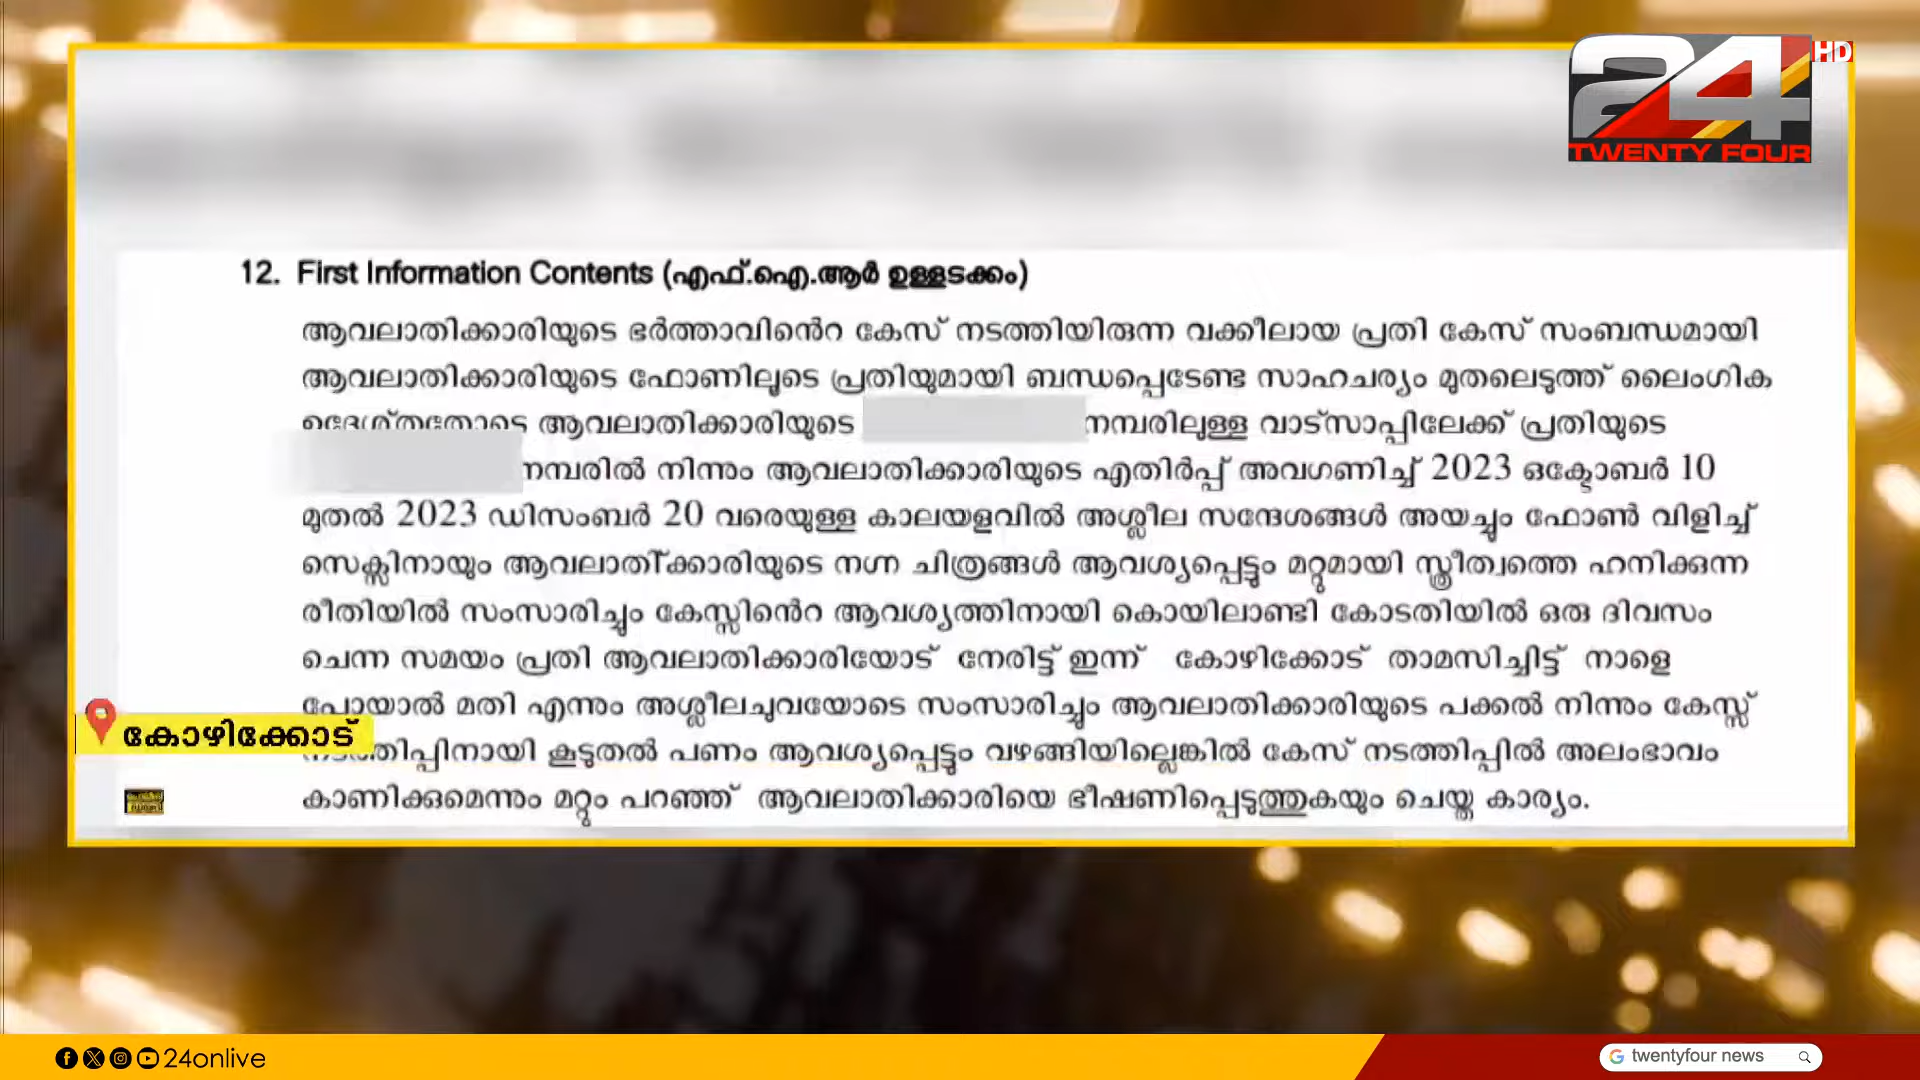 24 HD
TWENTY FOUR
12. First Information Contents (എഫ്.ഐ.ആർ ഉള്ളടക്കം)
ആവലാതിക്കാരിയുടെ ഭർത്താവിൻെറ കേസ് നടത്തിയിരുന്ന വക്കീലായ പ്രതി കേസ് സംബന്ധമായി
ആവലാതിക്കാരിയുടെ ഫോണിലൂടെ പ്രതിയുമായി ബന്ധപ്പെടേണ്ട സാഹചര്യം മുതലെടുത്ത് ലൈംഗിക
ഉദ്ദേശ്ത്തോടെ ആവലാതിക്കാരിയുടെ നമ്പരിലുള്ള വാട്സാപ്പിലേക്ക് പ്രതിയുടെ
നമ്പരിൽ നിന്നും ആവലാതിക്കാരിയുടെ എതിർപ്പ് അവഗണിച്ച് 2023 ഒക്ടോബർ 10
മുതൽ 2023 ഡിസംബർ 20 വരെയുള്ള കാലയളവിൽ അശ്ലീല സന്ദേശങ്ങൾ അയച്ചും ഫോൺ വിളിച്ച്
സെക്സിനായും ആവലാതി്ക്കാരിയുടെ നഗ്ന ചിത്രങ്ങൾ ആവശ്യപ്പെട്ടും മറ്റുമായി സ്ത്രീത്വത്തെ ഹനിക്കുന്ന
രീതിയിൽ സംസാരിച്ചും കേസ്സിൻെറ ആവശ്യത്തിനായി കൊയിലാണ്ടി കോടതിയിൽ ഒരു ദിവസം
ചെന്ന സമയം പ്രതി ആവലാതിക്കാരിയോട് നേരിട്ട് ഇന്ന് കോഴിക്കോട് താമസിച്ചിട്ട് നാളെ
പോയാൽ മതി എന്നും അശ്ലീലചുവയോടെ സംസാരിച്ചും ആവലാതിക്കാരിയുടെ പക്കൽ നിന്നും കേസ്സ്
നടത്തിപ്പിനായി കൂടുതൽ പണം ആവശ്യപ്പെട്ടും വഴങ്ങിയില്ലെങ്കിൽ കേസ് നടത്തിപ്പിൽ അലംഭാവം
കാണിക്കുമെന്നും മറ്റും പറഞ്ഞ് ആവലാതിക്കാരിയെ ഭീഷണിപ്പെടുത്തുകയും ചെയ്ത കാര്യം.
കോഴിക്കോട്
24onlive
twentyfour news